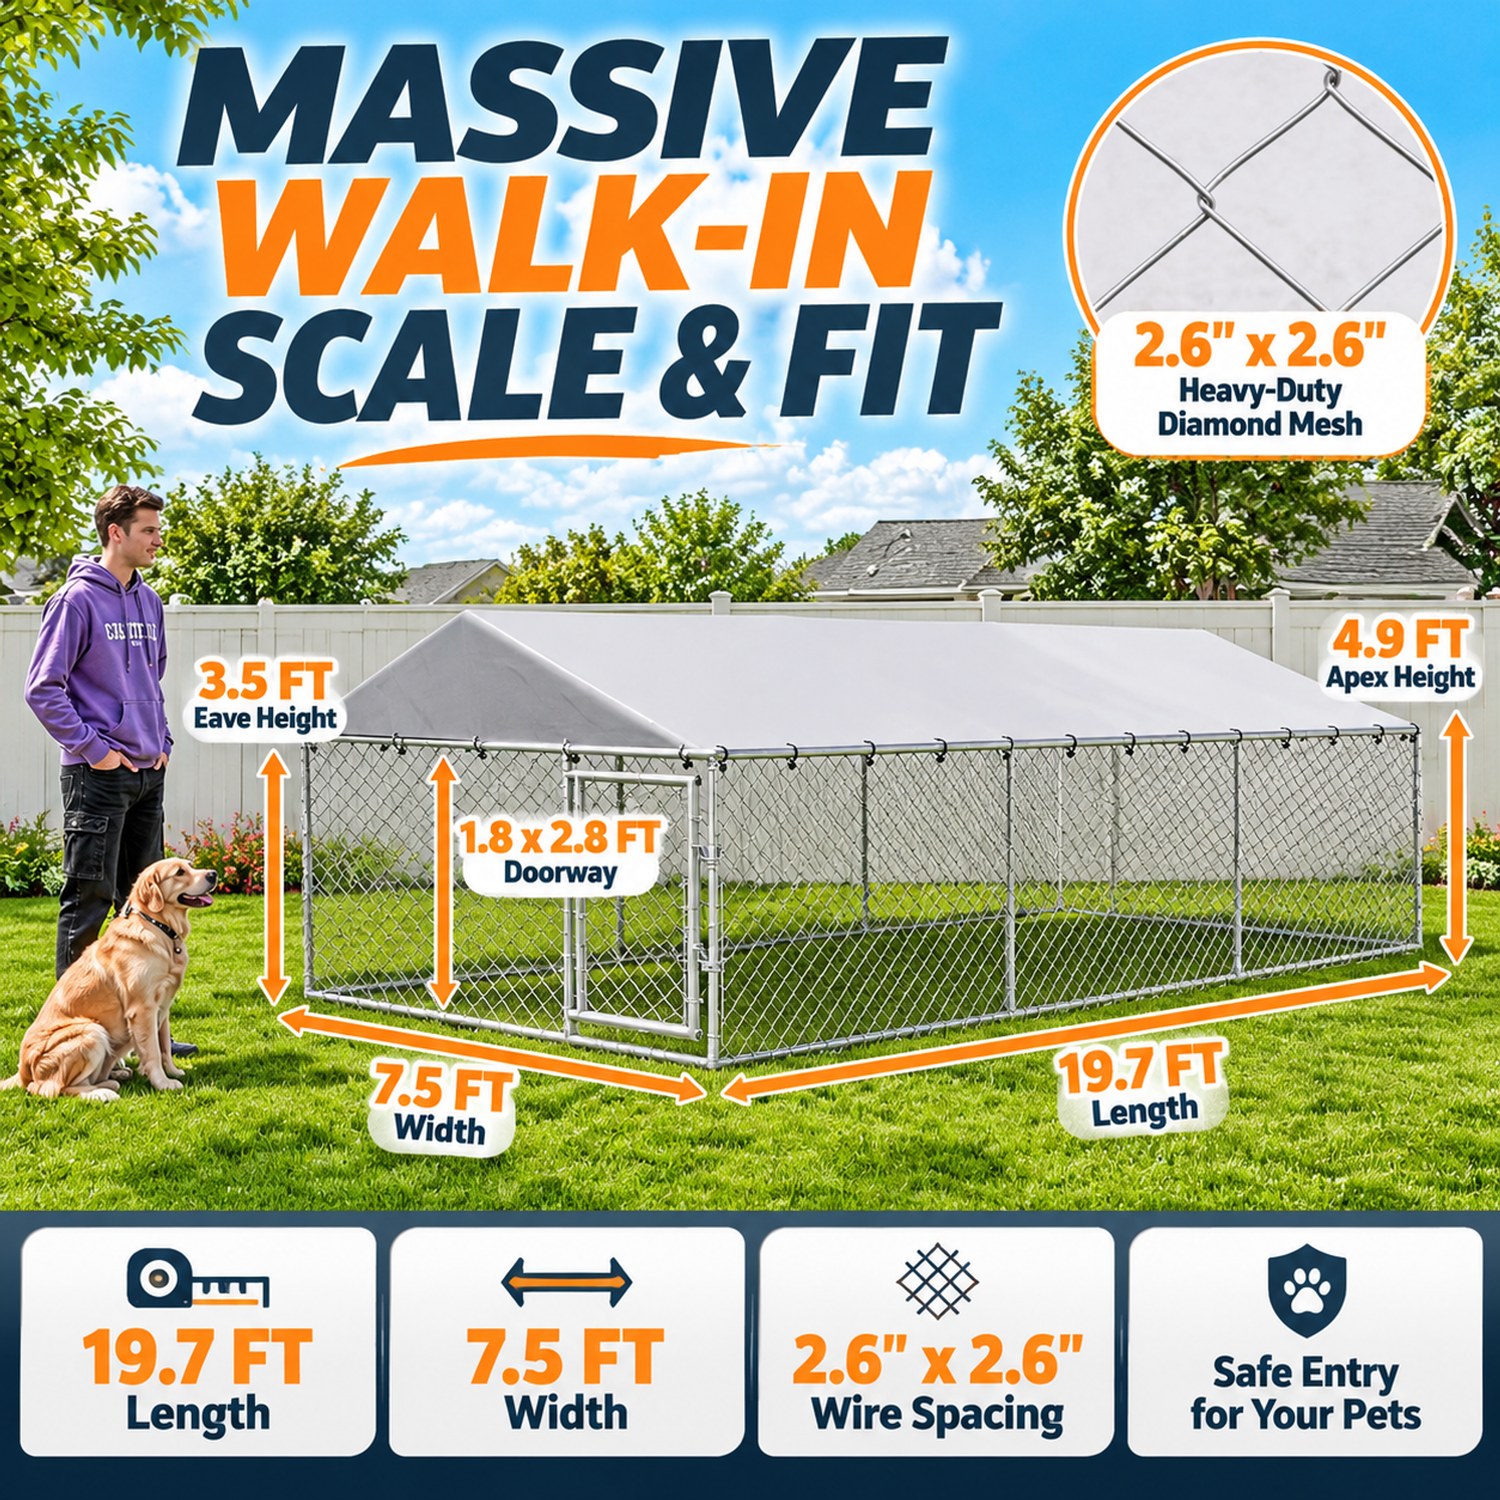 MASSIVE
WALK-IN
SCALE & FIT
2.6" x 2.6"
Heavy-Duty
Diamond Mesh
3.5 FT
Eave Height
4.9 FT
Apex Height
1.8 x 2.8 FT
Doorway
7.5 FT
Width
19.7 FT
Length
19.7 FT
Length
7.5 FT
Width
2.6" x 2.6"
Wire Spacing
Safe Entry
for Your Pets